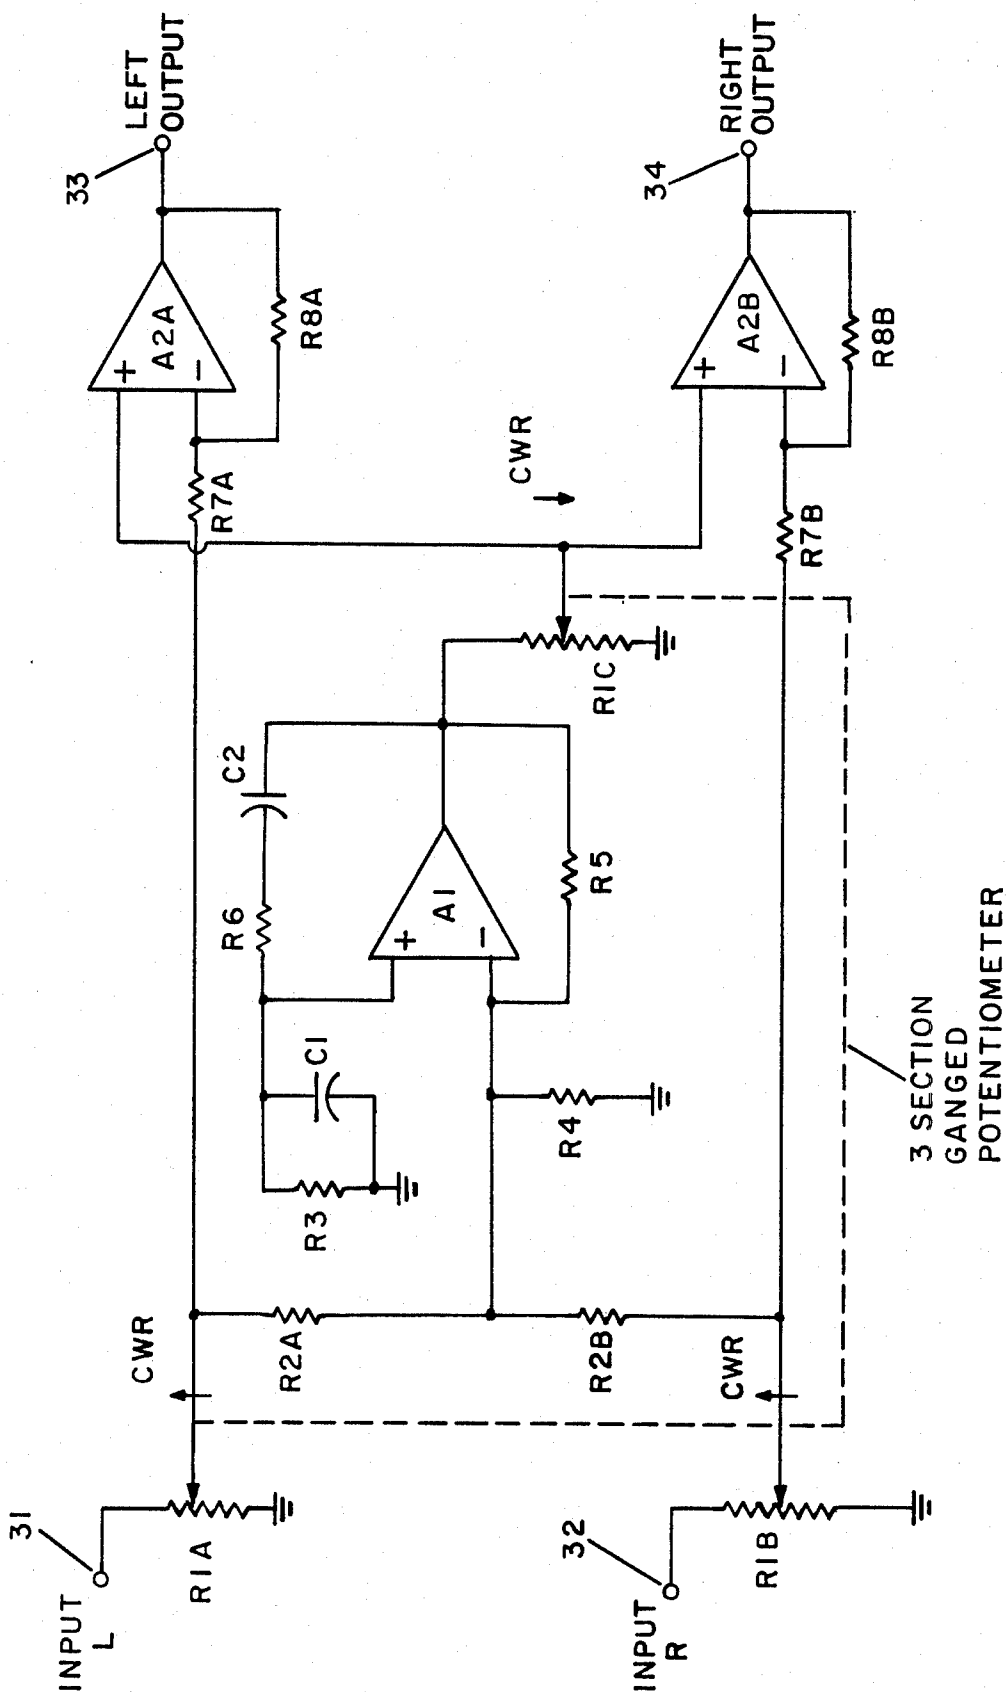 INPUT
L
31
R1A
CWR
R2A
R2B
CWR
INPUT
R
32
R1B
R3
C1
R4
R6
C2
+
A1
-
R5
R1C
CWR
R7A
+
A2A
-
R8A
33
LEFT
OUTPUT
R7B
+
A2B
-
R8B
34
RIGHT
OUTPUT
3 SECTION
GANGED
POTENTIOMETER